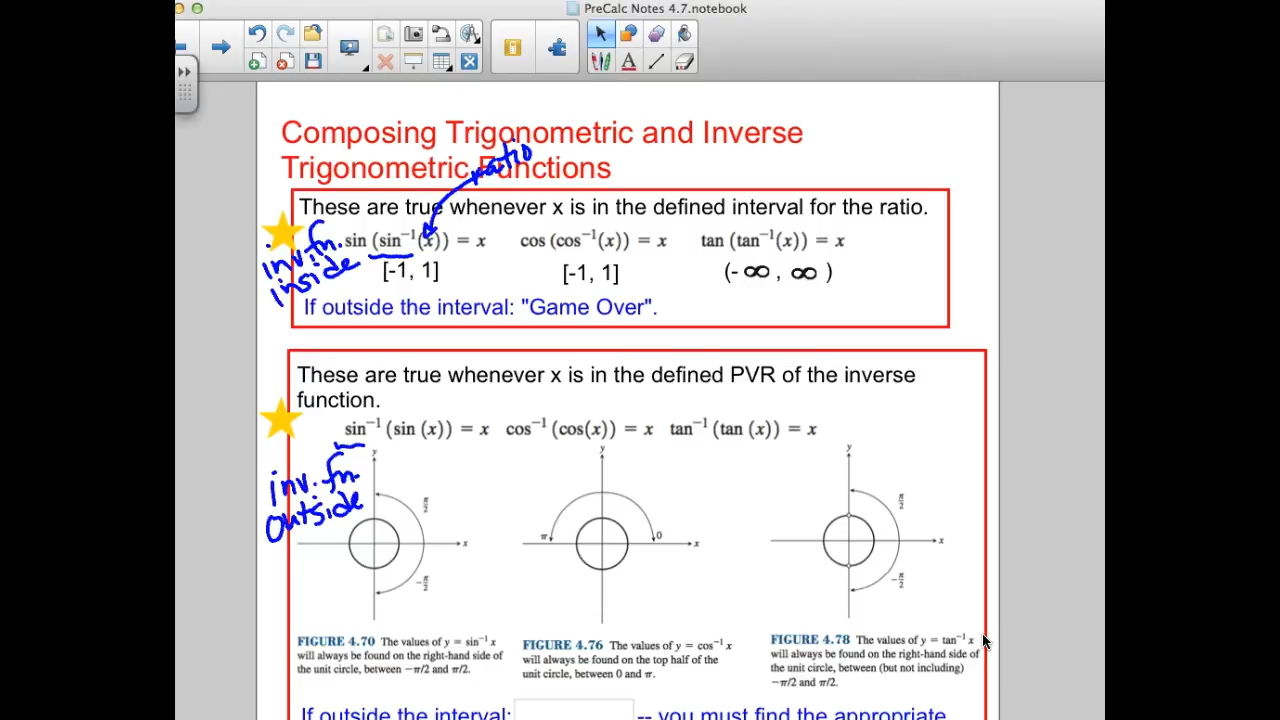 PreCalc Notes 4.7.notebook
Composing Trigonometric and Inverse
Trigonometric Functions
ratio
These are true whenever x is in the defined interval for the ratio.
inv. fn.
inside
sin (sin⁻¹(x)) = x cos (cos⁻¹(x)) = x tan (tan⁻¹(x)) = x
[-1, 1] [-1, 1] (- ∞ , ∞ )
If outside the interval: "Game Over".
These are true whenever x is in the defined PVR of the inverse
function.
sin⁻¹ (sin (x)) = x cos⁻¹ (cos(x)) = x tan⁻¹ (tan (x)) = x
inv. fn.
outside
y
π/2
x
-π/2
y
π
0
x
y
π/2
x
-π/2
FIGURE 4.70 The values of y = sin⁻¹ x
will always be found on the right-hand side of
the unit circle, between −π/2 and π/2.
FIGURE 4.76 The values of y = cos⁻¹ x
will always be found on the top half of the
unit circle, between 0 and π.
FIGURE 4.78 The values of y = tan⁻¹ x
will always be found on the right-hand side of
the unit circle, between (but not including)
−π/2 and π/2.
If outside the interval: -- you must find the appropriate